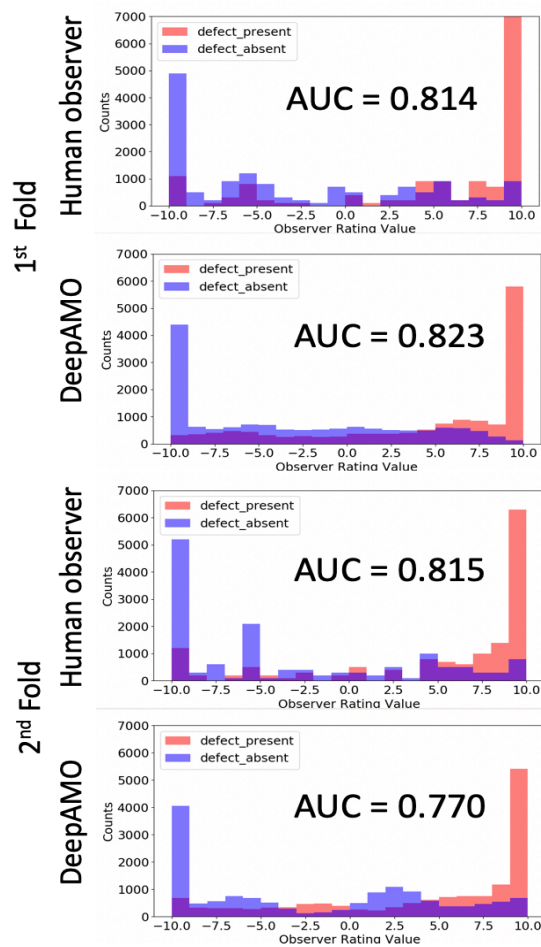 1st Fold
Human observer
7000
6000
5000
4000
3000
2000
1000
0
Counts
defect_present
defect_absent
AUC = 0.814
−10.0 −7.5 −5.0 −2.5 0.0 2.5 5.0 7.5 10.0
Observer Rating Value
DeepAMO
7000
6000
5000
4000
3000
2000
1000
0
Counts
defect_present
defect_absent
AUC = 0.823
−10.0 −7.5 −5.0 −2.5 0.0 2.5 5.0 7.5 10.0
Observer Rating Value
2nd Fold
Human observer
7000
6000
5000
4000
3000
2000
1000
0
Counts
defect_present
defect_absent
AUC = 0.815
−10.0 −7.5 −5.0 −2.5 0.0 2.5 5.0 7.5 10.0
Observer Rating Value
DeepAMO
7000
6000
5000
4000
3000
2000
1000
0
Counts
defect_present
defect_absent
AUC = 0.770
−10.0 −7.5 −5.0 −2.5 0.0 2.5 5.0 7.5 10.0
Observer Rating Value